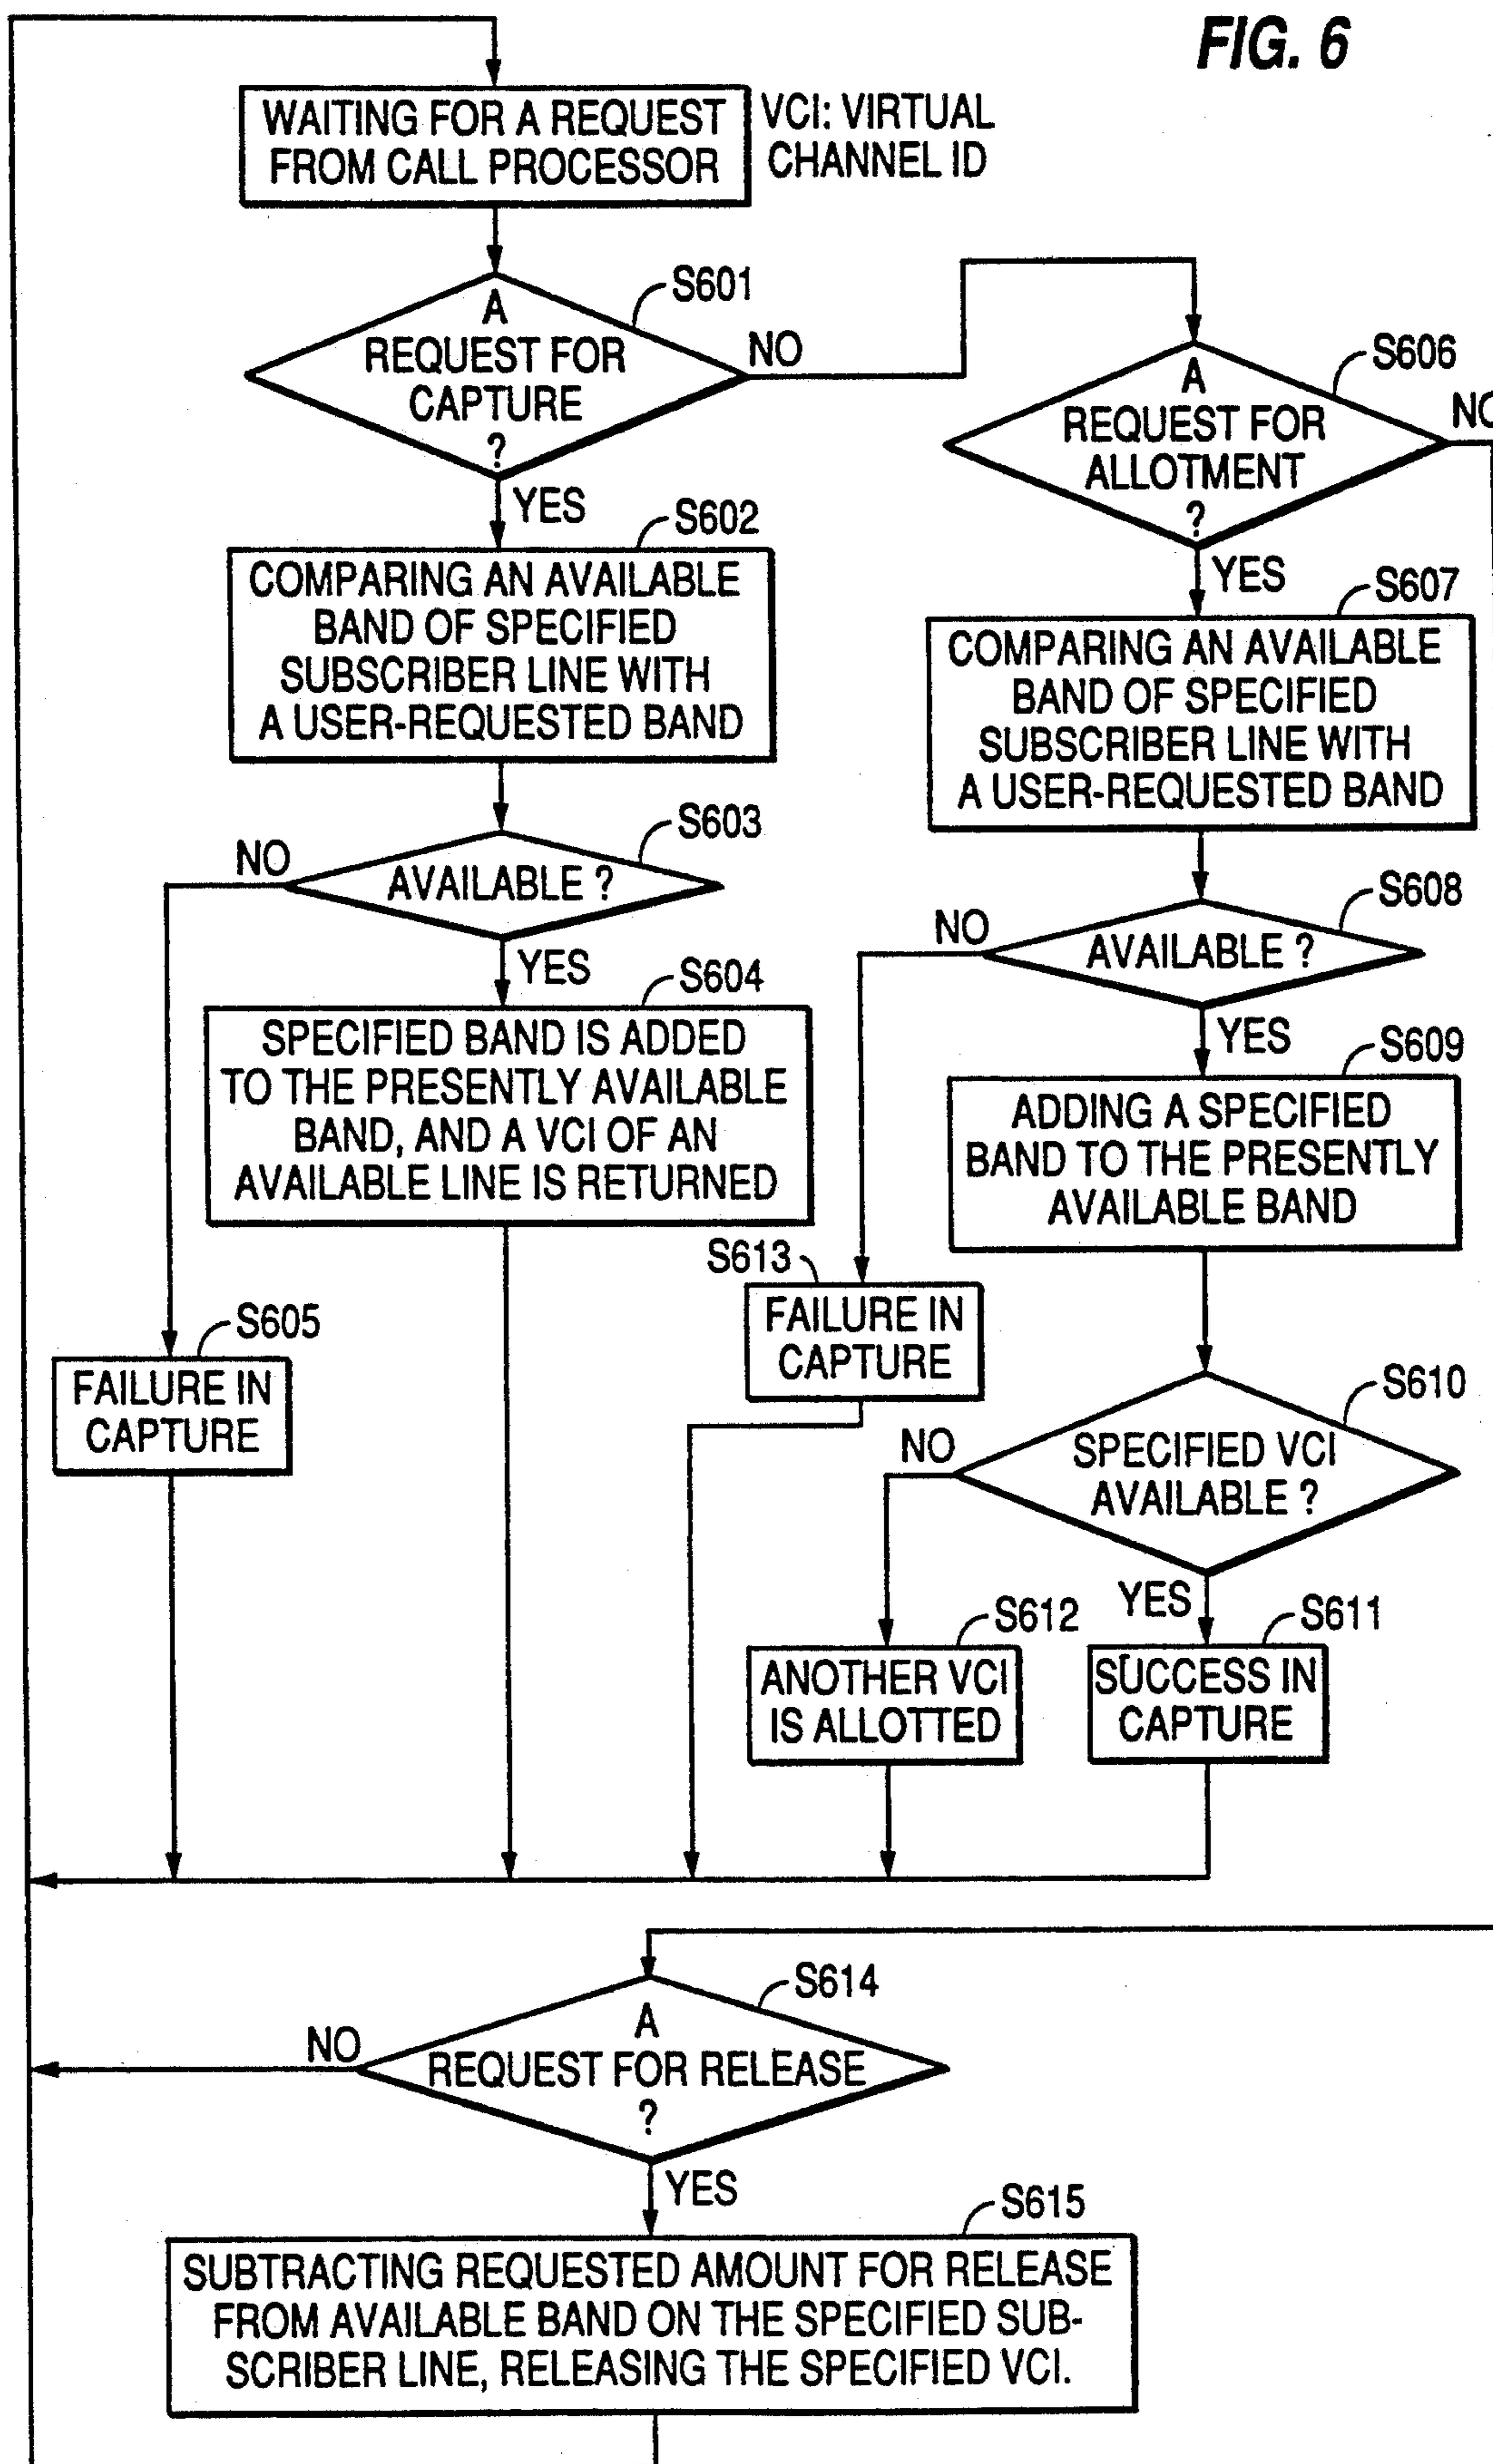 FIG. 6
WAITING FOR A REQUEST
FROM CALL PROCESSOR
VCI: VIRTUAL
CHANNEL ID
S601
A
REQUEST FOR
CAPTURE
?
NO
YES
S602
COMPARING AN AVAILABLE
BAND OF SPECIFIED
SUBSCRIBER LINE WITH
A USER-REQUESTED BAND
S603
AVAILABLE ?
NO
YES
S604
SPECIFIED BAND IS ADDED
TO THE PRESENTLY AVAILABLE
BAND, AND A VCI OF AN
AVAILABLE LINE IS RETURNED
S605
FAILURE IN
CAPTURE
S606
A
REQUEST FOR
ALLOTMENT
?
NO
YES
S607
COMPARING AN AVAILABLE
BAND OF SPECIFIED
SUBSCRIBER LINE WITH
A USER-REQUESTED BAND
S608
AVAILABLE ?
NO
YES
S609
ADDING A SPECIFIED
BAND TO THE PRESENTLY
AVAILABLE BAND
S613
FAILURE IN
CAPTURE
S610
SPECIFIED VCI
AVAILABLE ?
NO
YES
S612
ANOTHER VCI
IS ALLOTTED
S611
SUCCESS IN
CAPTURE
S614
A
REQUEST FOR RELEASE
?
NO
YES
S615
SUBTRACTING REQUESTED AMOUNT FOR RELEASE
FROM AVAILABLE BAND ON THE SPECIFIED SUB-
SCRIBER LINE, RELEASING THE SPECIFIED VCI.